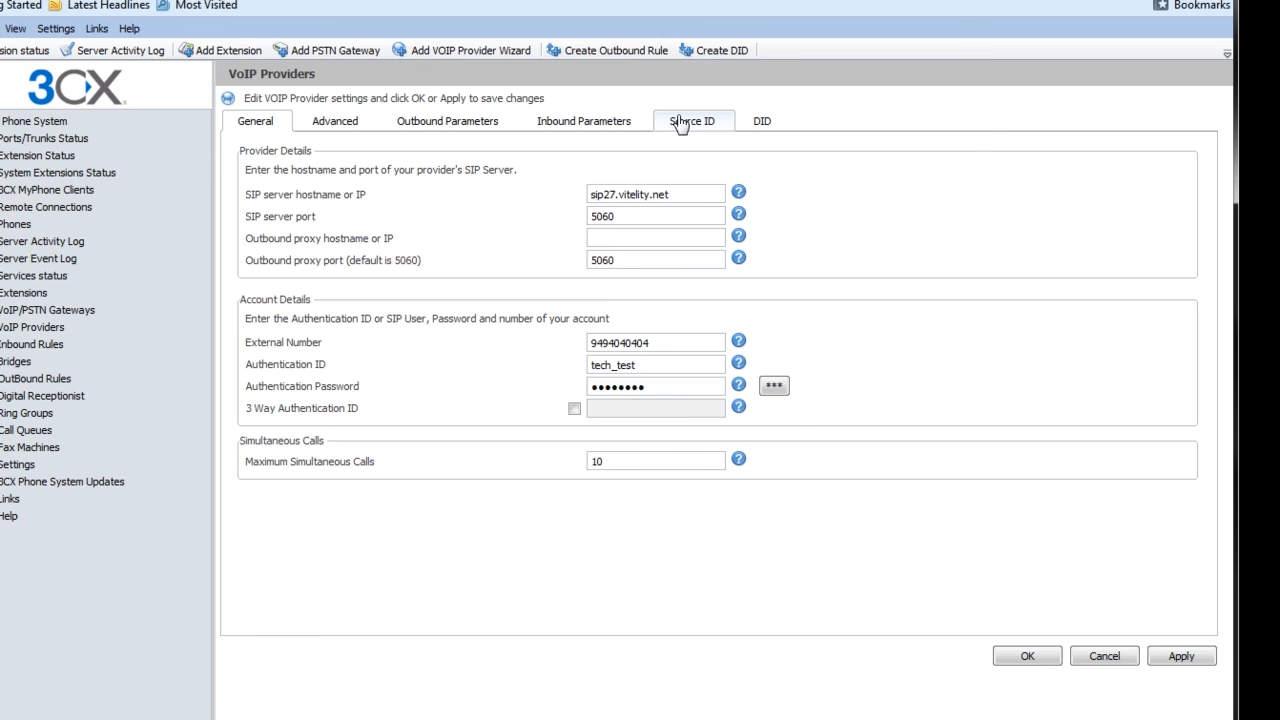 g Started Latest Headlines Most Visited Bookmarks
View Settings Links Help
sion status Server Activity Log Add Extension Add PSTN Gateway Add VOIP Provider Wizard Create Outbound Rule Create DID
3CX
VoIP Providers
Edit VOIP Provider settings and click OK or Apply to save changes
General Advanced Outbound Parameters Inbound Parameters Source ID DID
Phone System
Ports/Trunks Status
Extension Status
System Extensions Status
3CX MyPhone Clients
Remote Connections
Phones
Server Activity Log
Server Event Log
Services status
Extensions
VoIP/PSTN Gateways
VoIP Providers
Inbound Rules
Bridges
OutBound Rules
Digital Receptionist
Ring Groups
Call Queues
Fax Machines
Settings
3CX Phone System Updates
Links
Help
Provider Details
Enter the hostname and port of your provider's SIP Server.
SIP server hostname or IP sip27.vitelity.net
SIP server port 5060
Outbound proxy hostname or IP
Outbound proxy port (default is 5060) 5060
Account Details
Enter the Authentication ID or SIP User, Password and number of your account
External Number 9494040404
Authentication ID tech_test
Authentication Password •••••••• ***
3 Way Authentication ID
Simultaneous Calls
Maximum Simultaneous Calls 10
OK Cancel Apply